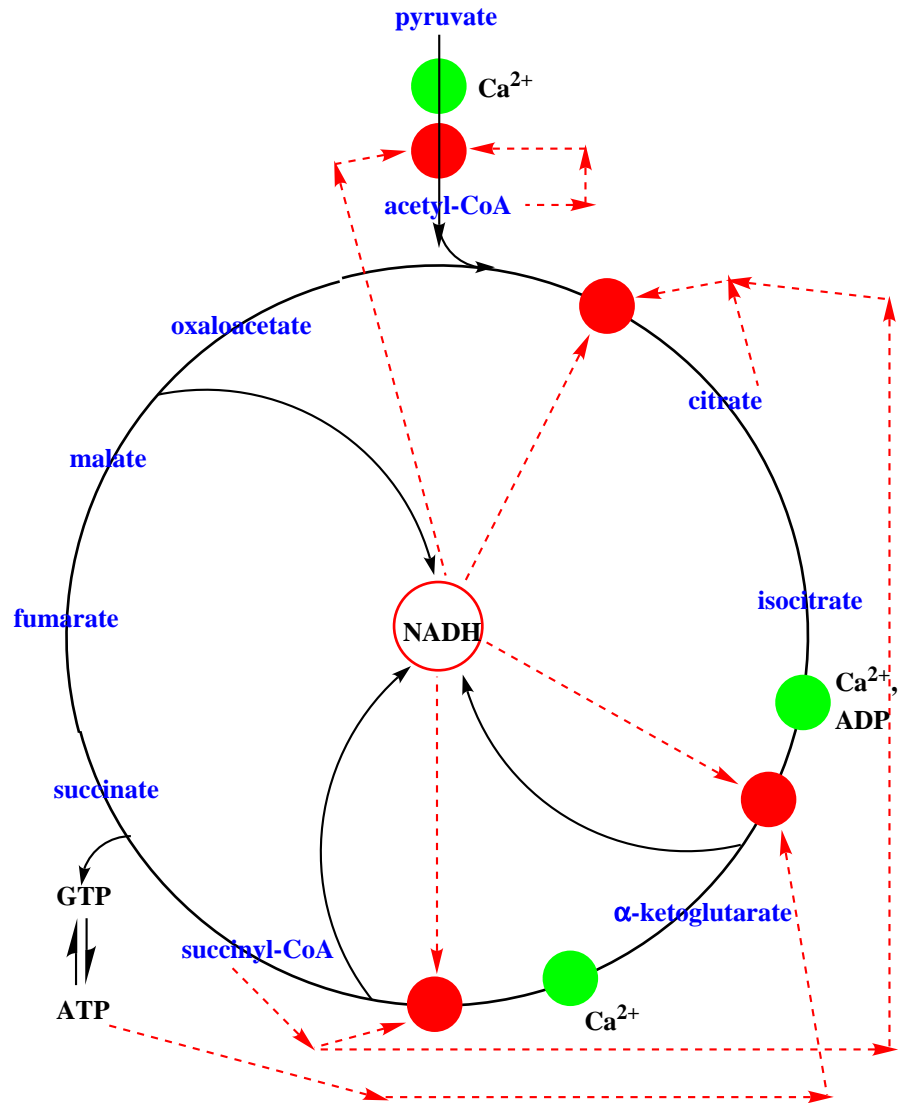 pyruvate
Ca2+
acetyl-CoA
oxaloacetate
citrate
malate
isocitrate
fumarate
NADH
Ca2+,
ADP
succinate
GTP
α-ketoglutarate
succinyl-CoA
ATP
Ca2+